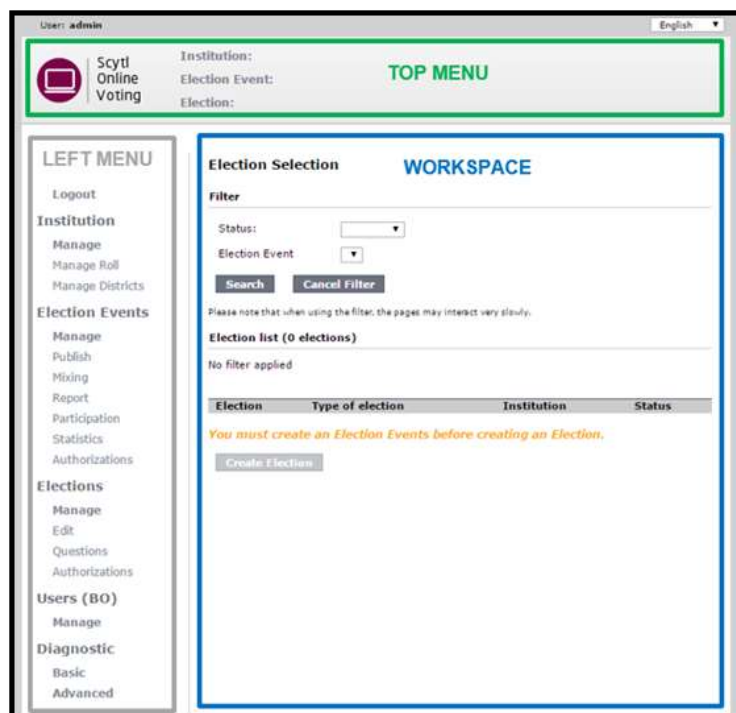 User: admin
English
Scytl
Online
Voting
Institution:
Election Event:
Election:
TOP MENU
LEFT MENU
Logout
Institution
Manage
Manage Roll
Manage Districts
Election Events
Manage
Publish
Mixing
Report
Participation
Statistics
Authorizations
Elections
Manage
Edit
Questions
Authorizations
Users (BO)
Manage
Diagnostic
Basic
Advanced
Election Selection
WORKSPACE
Filter
Status:
Election Event
Search Cancel Filter
Please note that when using the filter, the pages may interact very slowly.
Election list (0 elections)
No filter applied
Election Type of election Institution Status
You must create an Election Events before creating an Election.
Create Election